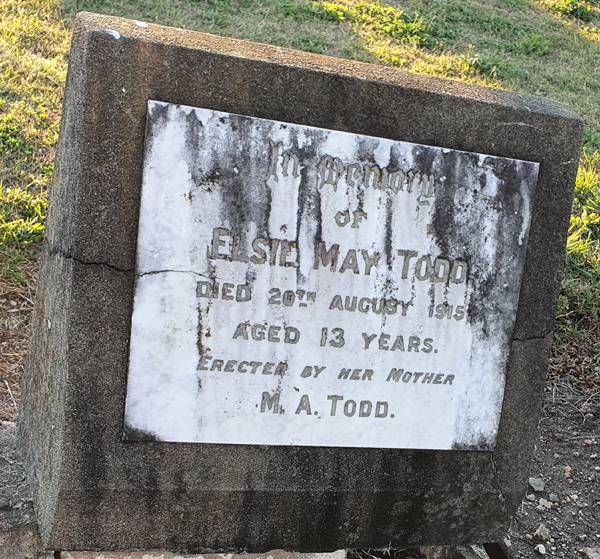 In Memory
OF
ELSIE MAY TODD
DIED 20TH AUGUST 1915
AGED 13 YEARS.
ERECTED BY HER MOTHER
M. A. TODD.